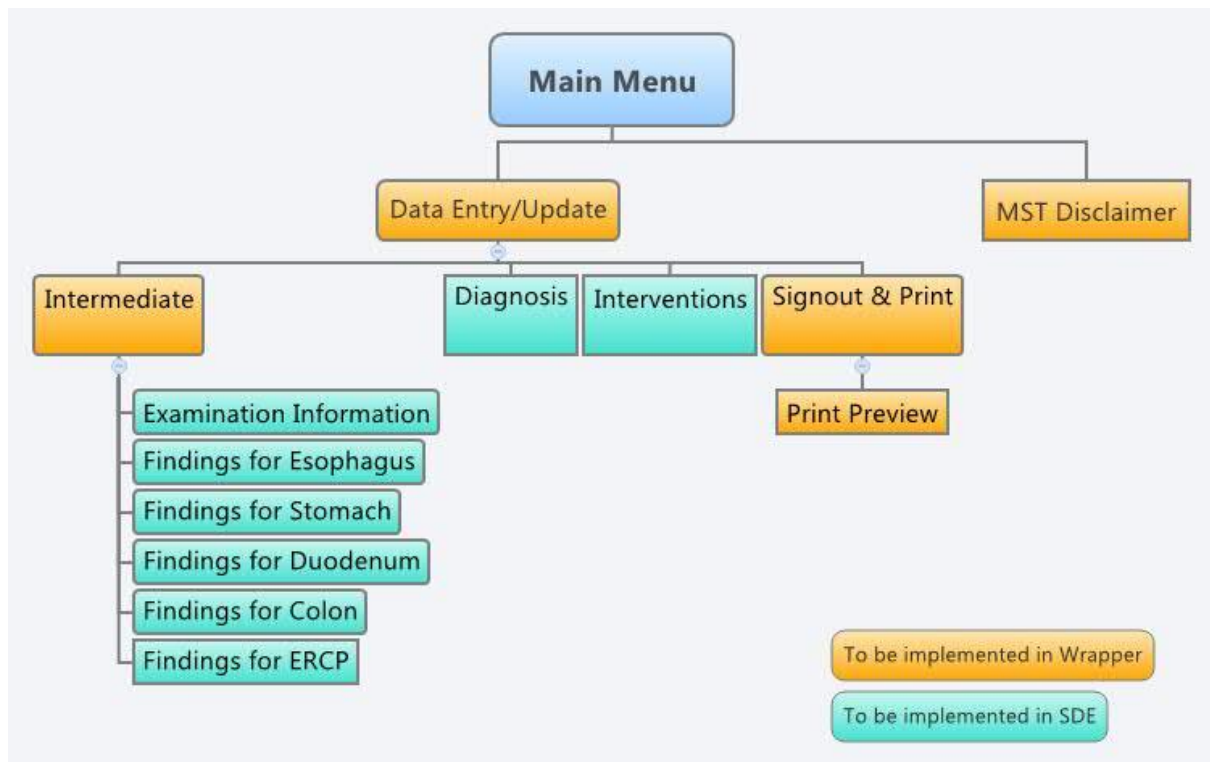 Main Menu
Data Entry/Update
MST Disclaimer
Intermediate
Diagnosis
Interventions
Signout & Print
Examination Information
Print Preview
Findings for Esophagus
Findings for Stomach
Findings for Duodenum
Findings for Colon
Findings for ERCP
To be implemented in Wrapper
To be implemented in SDE